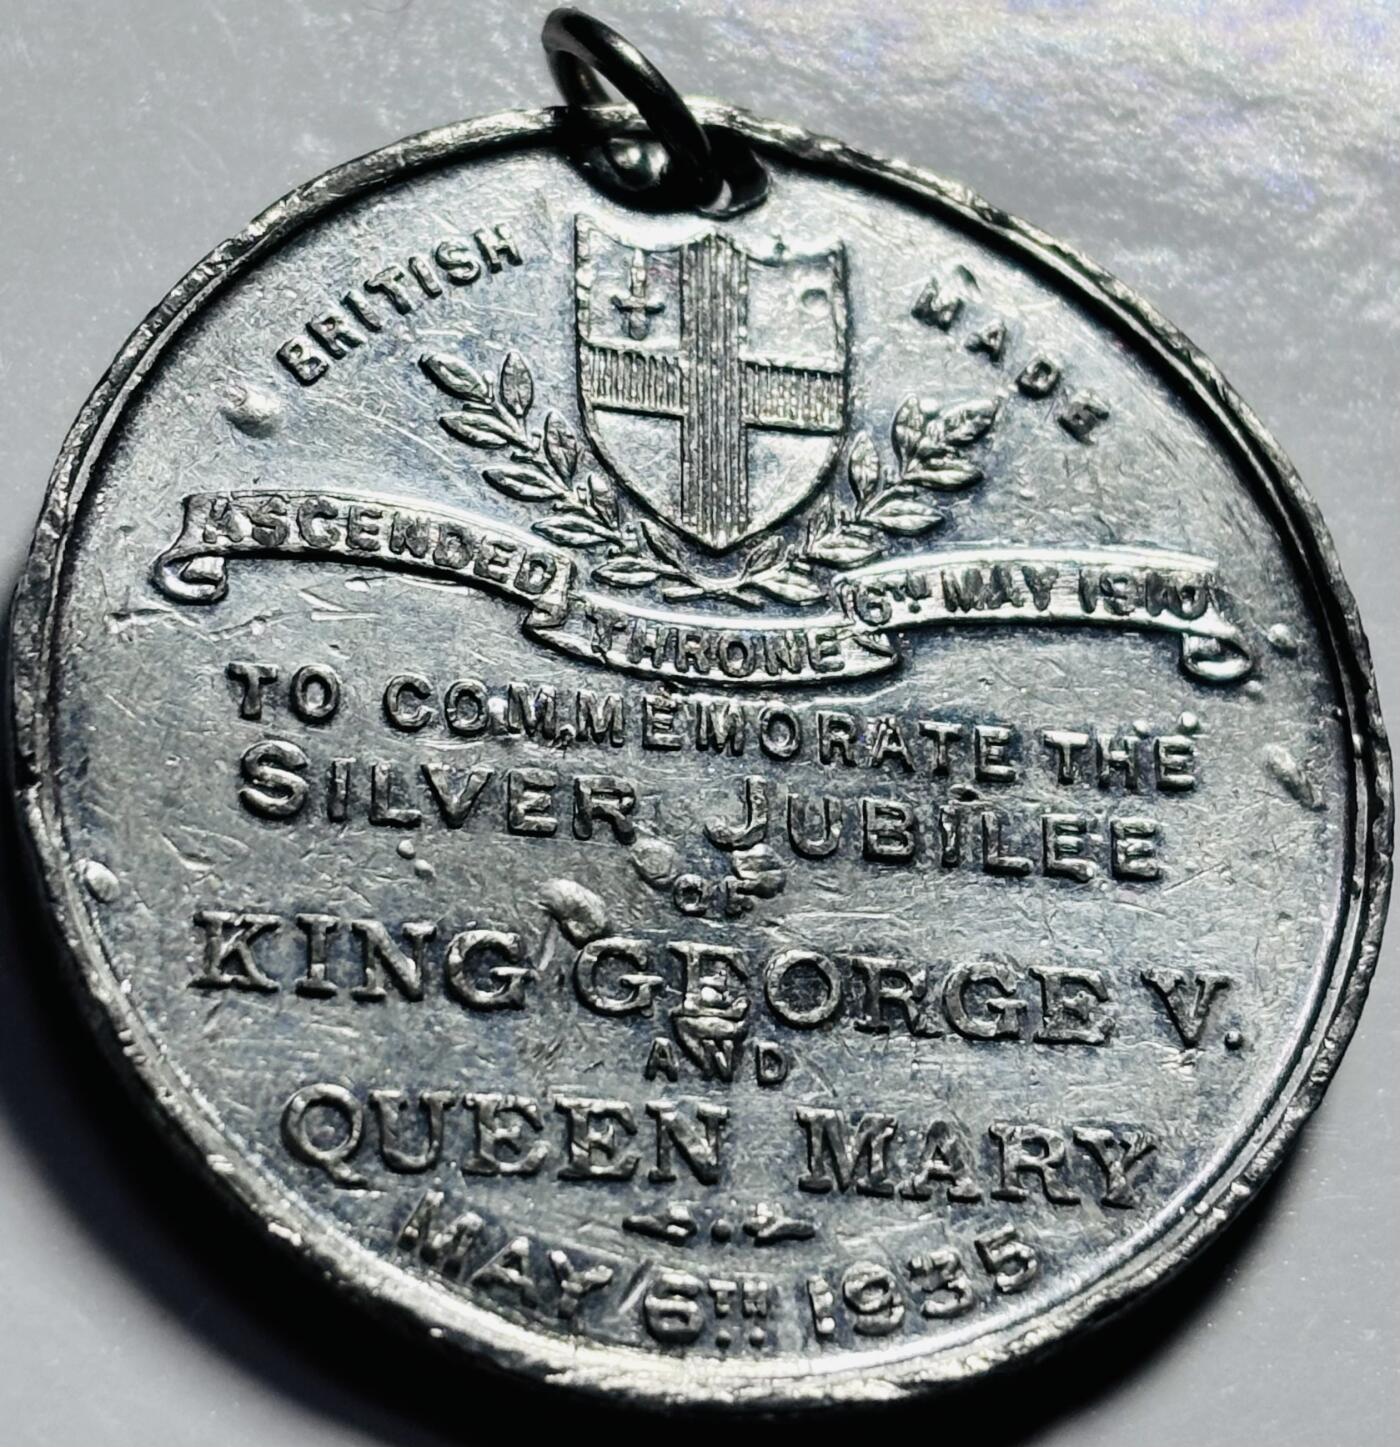 BRITISH MADE
ASCENDED THRONE 6TH MAY 1910
TO COMMEMORATE THE
SILVER JUBILEE
OF
KING GEORGE V.
AND
QUEEN MARY
MAY 6TH 1935